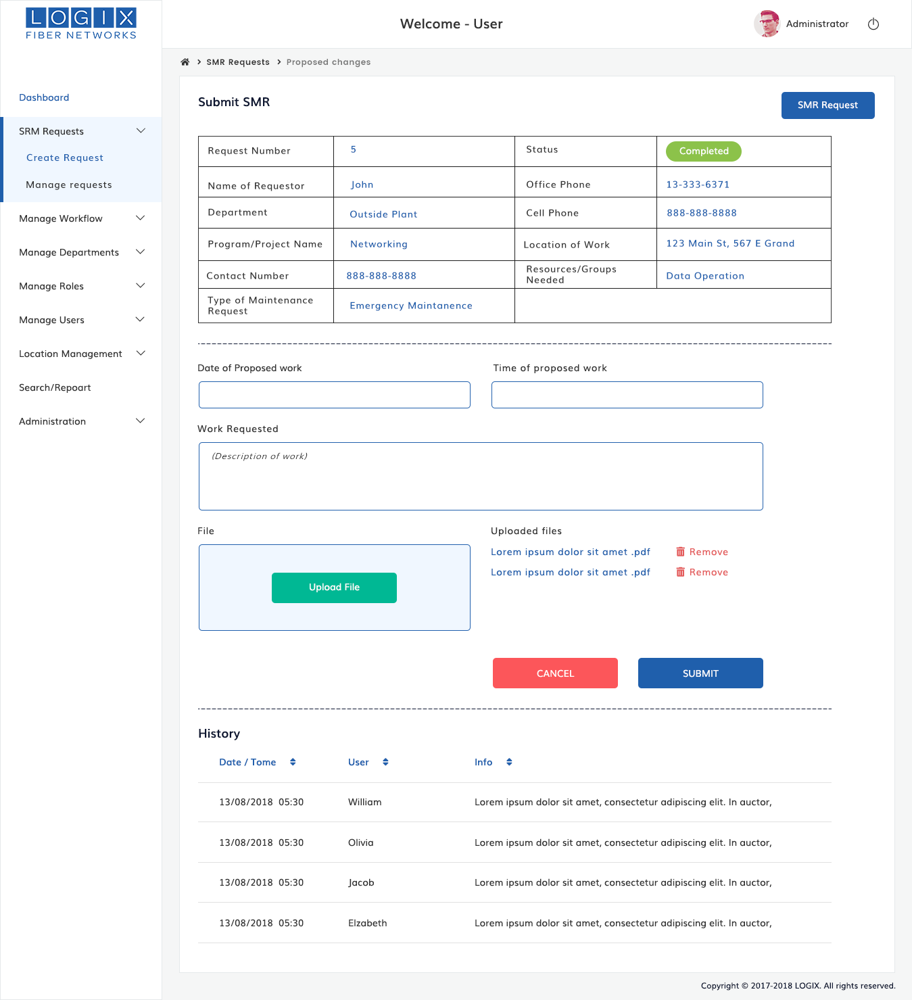 LOGIX
FIBER NETWORKS
Welcome - User
Administrator
SMR Requests
Proposed changes
Dashboard
SRM Requests
Create Request
Manage requests
Manage Workflow
Manage Departments
Manage Roles
Manage Users
Location Management
Search/Repoart
Administration
Submit SMR
SMR Request
Request Number
5
Status
Completed
Name of Requestor
John
Office Phone
13-333-6371
Department
Outside Plant
Cell Phone
888-888-8888
Program/Project Name
Networking
Location of Work
123 Main St, 567 E Grand
Contact Number
888-888-8888
Resources/Groups
Needed
Data Operation
Type of Maintenance
Request
Emergency Maintanence
Date of Proposed work
Time of proposed work
Work Requested
(Description of work)
File
Upload File
Uploaded files
Lorem ipsum dolor sit amet .pdf
Remove
Lorem ipsum dolor sit amet .pdf
Remove
CANCEL
SUBMIT
History
Date / Tome
User
Info
13/08/2018 05:30
William
Lorem ipsum dolor sit amet, consectetur adipiscing elit. In auctor,
13/08/2018 05:30
Olivia
Lorem ipsum dolor sit amet, consectetur adipiscing elit. In auctor,
13/08/2018 05:30
Jacob
Lorem ipsum dolor sit amet, consectetur adipiscing elit. In auctor,
13/08/2018 05:30
Elzabeth
Lorem ipsum dolor sit amet, consectetur adipiscing elit. In auctor,
Copyright © 2017-2018 LOGIX. All rights reserved.